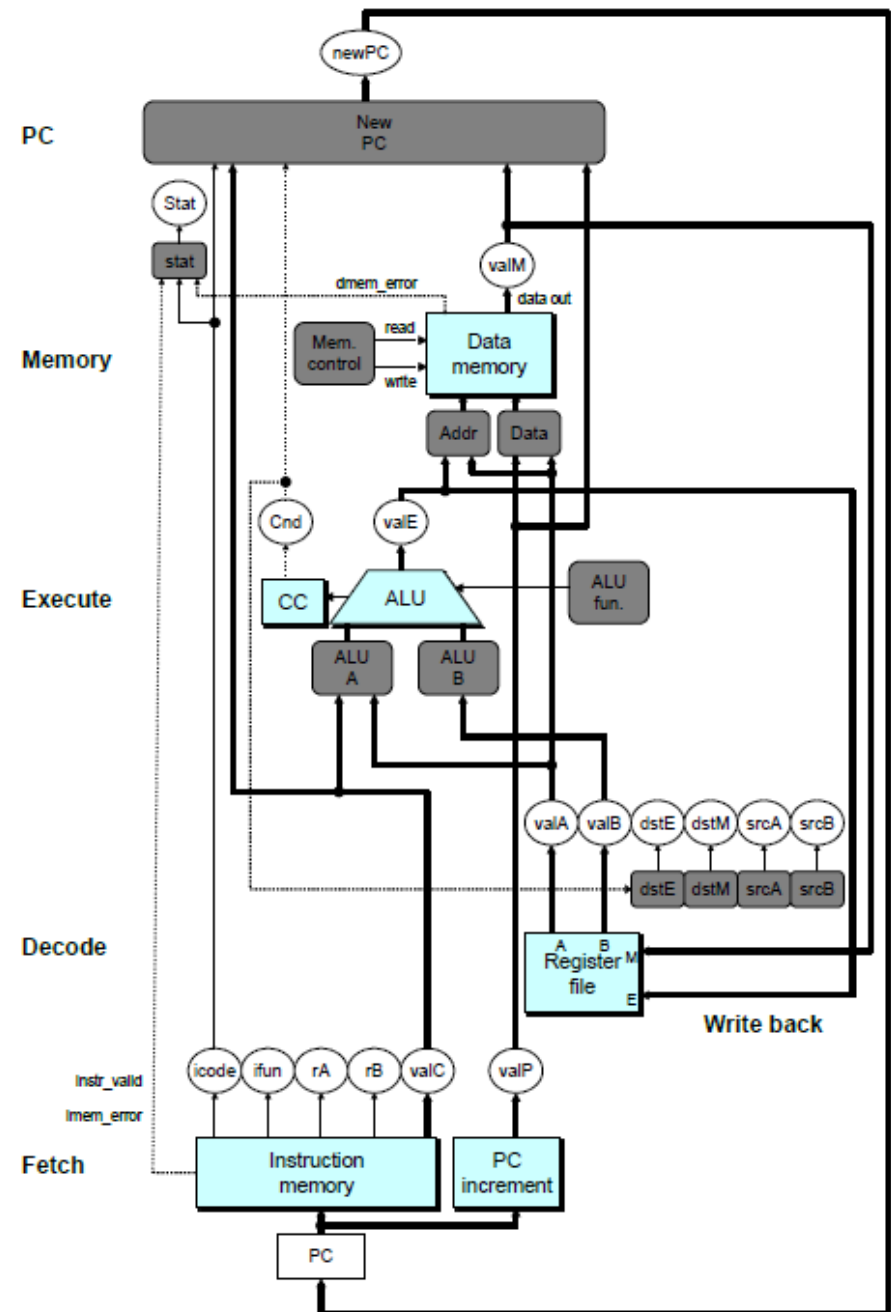 newPC
PC
New
PC
Stat
stat
valM
dmem_error
data out
Memory
Mem.
control
read
write
Data
memory
Addr
Data
Cnd
valE
Execute
CC
ALU
ALU
fun.
ALU
A
ALU
B
valA
valB
dstE
dstM
srcA
srcB
dstE
dstM
srcA
srcB
Decode
A
B
M
Register
file
E
Write back
icode
ifun
rA
rB
valC
valP
Instr_valid
Imem_error
Fetch
Instruction
memory
PC
increment
PC